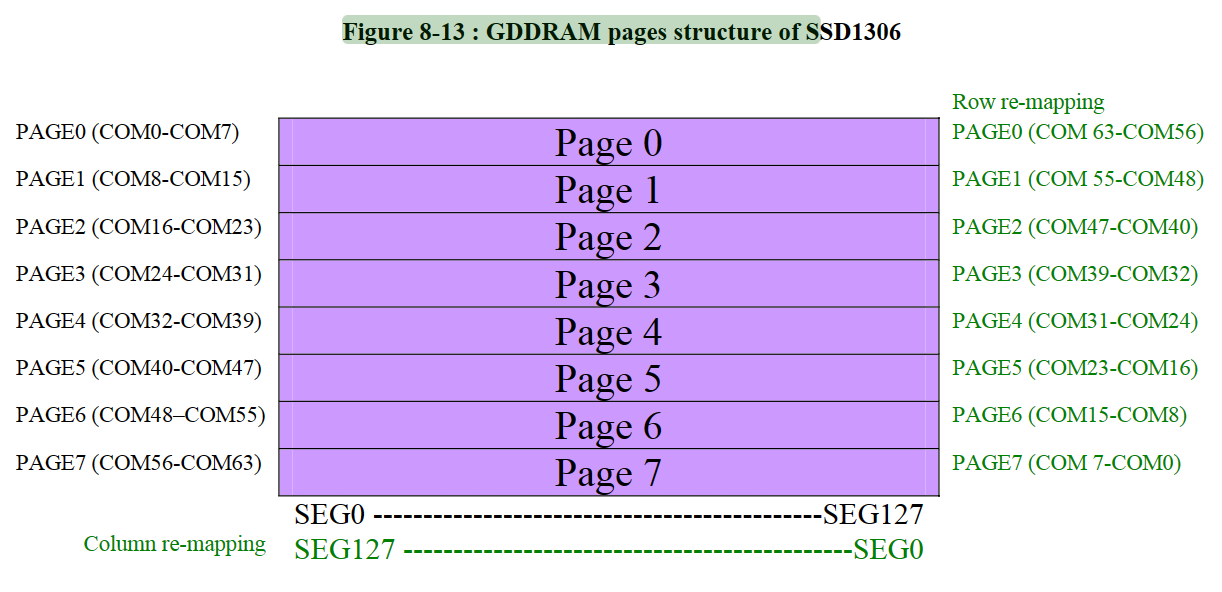 Figure 8-13 : GDDRAM pages structure of SSD1306
Row re-mapping
PAGE0 (COM0-COM7) Page 0 PAGE0 (COM 63-COM56)
PAGE1 (COM8-COM15) Page 1 PAGE1 (COM 55-COM48)
PAGE2 (COM16-COM23) Page 2 PAGE2 (COM47-COM40)
PAGE3 (COM24-COM31) Page 3 PAGE3 (COM39-COM32)
PAGE4 (COM32-COM39) Page 4 PAGE4 (COM31-COM24)
PAGE5 (COM40-COM47) Page 5 PAGE5 (COM23-COM16)
PAGE6 (COM48–COM55) Page 6 PAGE6 (COM15-COM8)
PAGE7 (COM56-COM63) Page 7 PAGE7 (COM 7-COM0)
SEG0 ---------------------------------------------SEG127
Column re-mapping SEG127 ---------------------------------------------SEG0